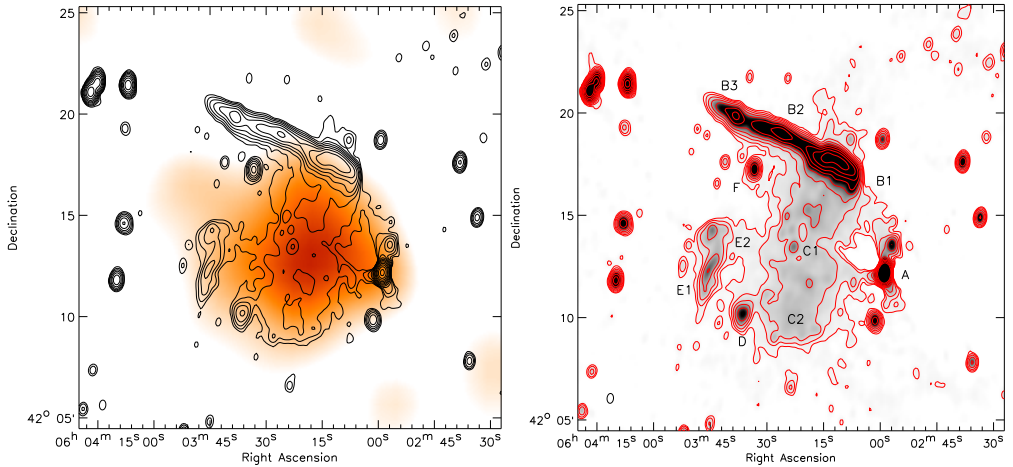 25
20
15
10
42° 05'
Declination
06ʰ 04ᵐ 15ˢ 00ˢ 03ᵐ 45ˢ 30ˢ 15ˢ 00ˢ 02ᵐ 45ˢ 30ˢ
Right Ascension
25
20
15
10
42° 05'
Declination
B3
B2
B1
F
E2
C1
A
E1
C2
D
06ʰ 04ᵐ 15ˢ 00ˢ 03ᵐ 45ˢ 30ˢ 15ˢ 00ˢ 02ᵐ 45ˢ 30ˢ
Right Ascension